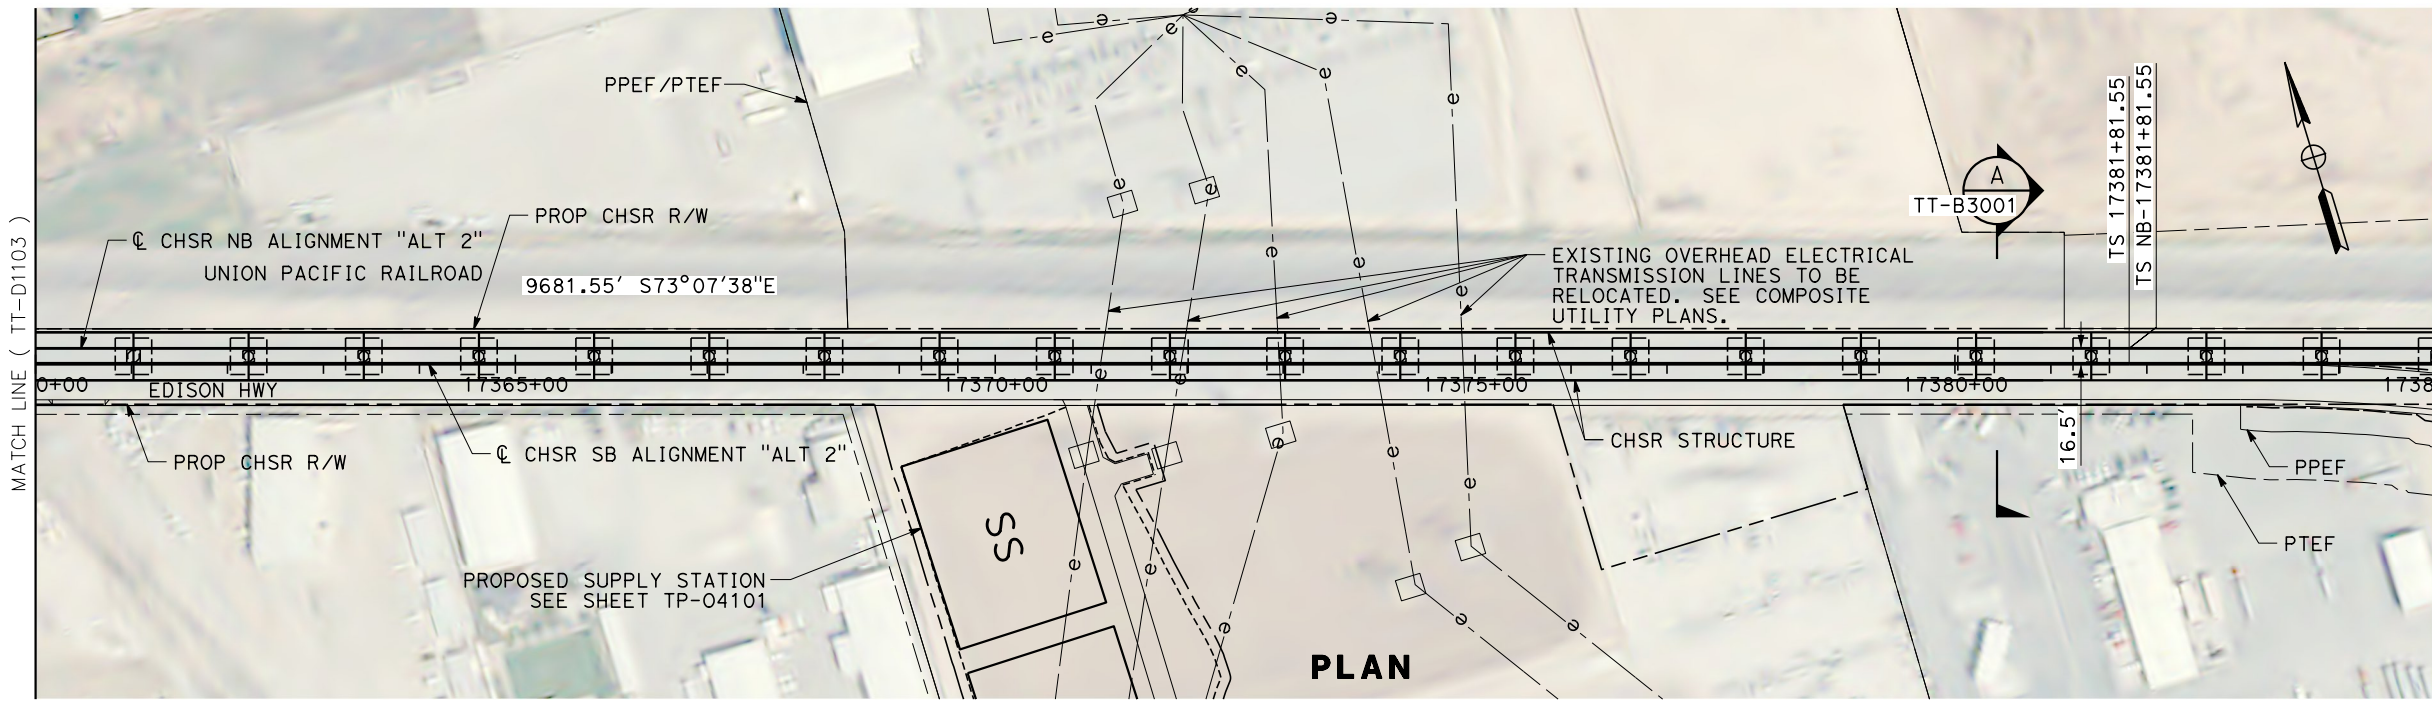 PPEF/PTEF
PROP CHSR R/W
℄ CHSR NB ALIGNMENT "ALT 2"
UNION PACIFIC RAILROAD
9681.55' S73°07'38"E
MATCH LINE ( TT-D1103 )
EXISTING OVERHEAD ELECTRICAL
TRANSMISSION LINES TO BE
RELOCATED. SEE COMPOSITE
UTILITY PLANS.
A
TT-B3001
TS 17381+81.55
TS NB-17381+81.55
0+00
EDISON HWY
17365+00
17370+00
17375+00
17380+00
1738
16.5'
PROP CHSR R/W
℄ CHSR SB ALIGNMENT "ALT 2"
CHSR STRUCTURE
PPEF
PTEF
SS
PROPOSED SUPPLY STATION
SEE SHEET TP-04101
PLAN
e e e e e e e e e e e e e e e e e e e e e e e e e e e